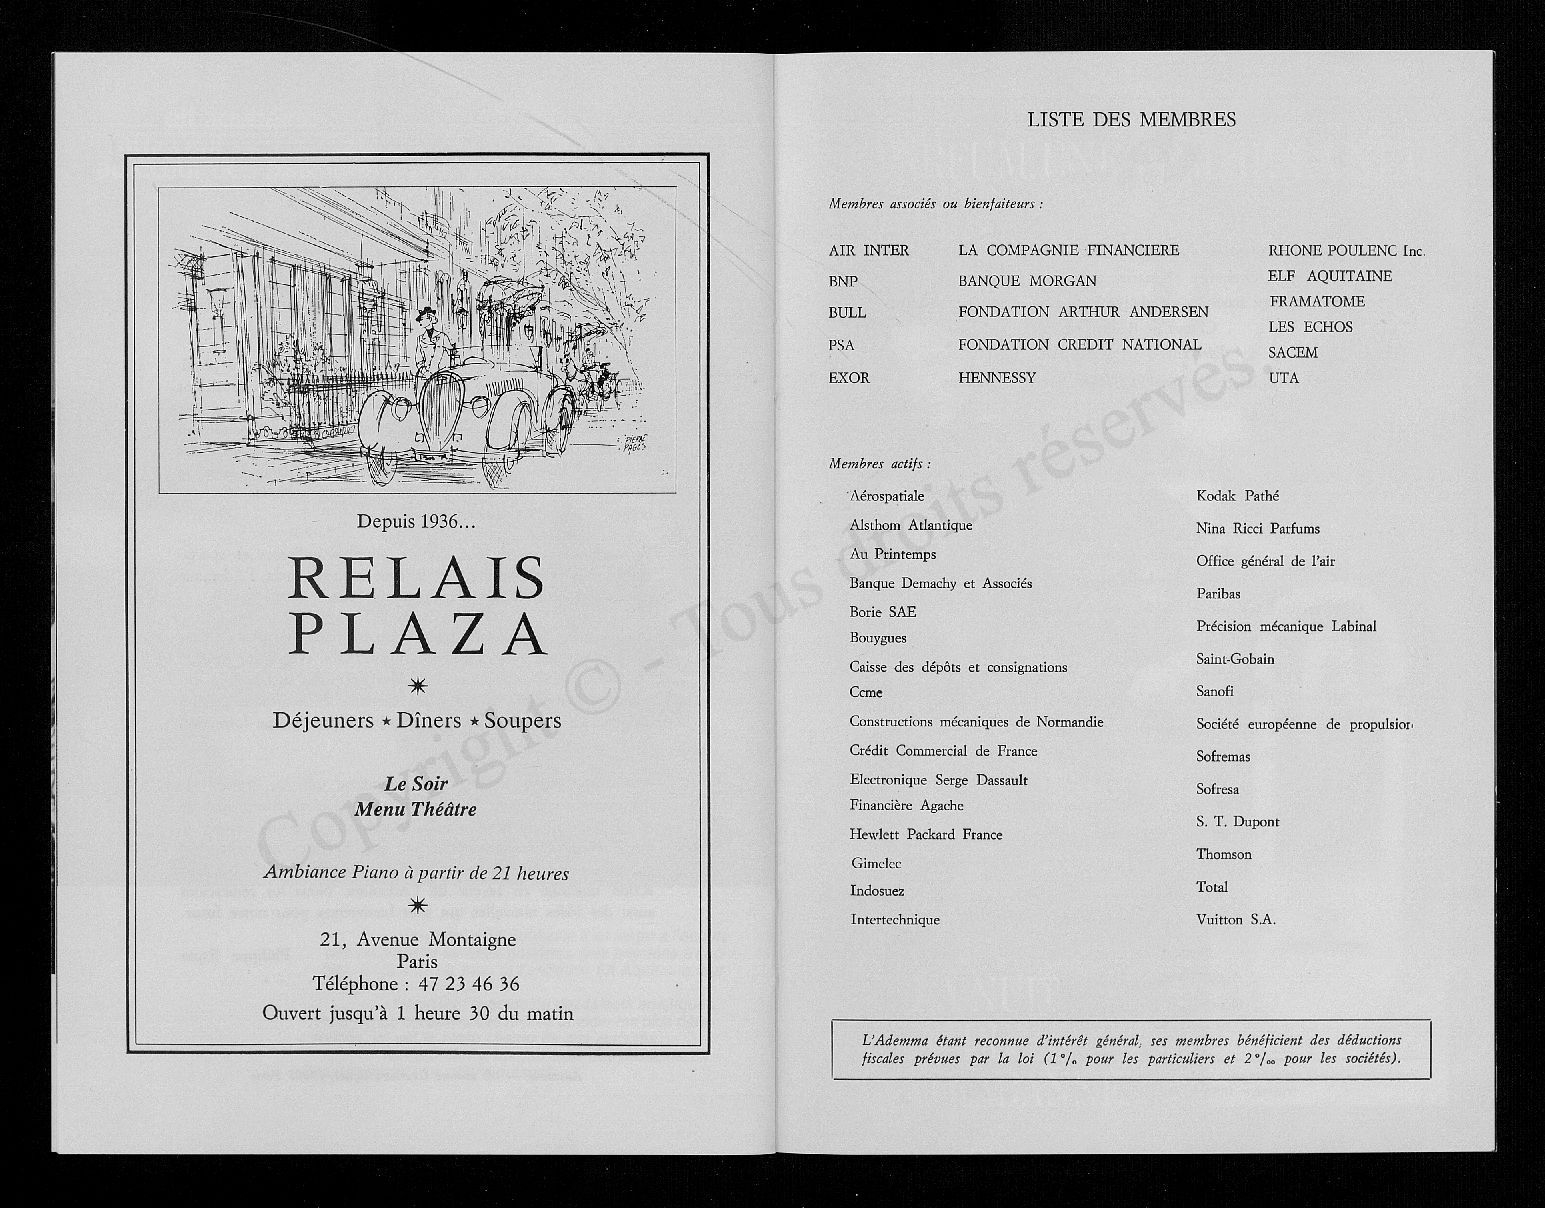 PIERRE
PAGES
Depuis 1936...
RELAIS
PLAZA
Déjeuners ★ Dîners ★ Soupers
Le Soir
Menu Théâtre
Ambiance Piano à partir de 21 heures
21, Avenue Montaigne
Paris
Téléphone : 47 23 46 36
Ouvert jusqu'à 1 heure 30 du matin
LISTE DES MEMBRES
Membres associés ou bienfaiteurs :
AIR INTER
BNP
BULL
PSA
EXOR
LA COMPAGNIE FINANCIERE
BANQUE MORGAN
FONDATION ARTHUR ANDERSEN
FONDATION CREDIT NATIONAL
HENNESSY
RHONE POULENC Inc.
ELF AQUITAINE
FRAMATOME
LES ECHOS
SACEM
UTA
Membres actifs :
Aérospatiale
Alsthom Atlantique
Au Printemps
Banque Demachy et Associés
Borie SAE
Bouygues
Caisse des dépôts et consignations
Ccme
Constructions mécaniques de Normandie
Crédit Commercial de France
Electronique Serge Dassault
Financière Agache
Hewlett Packard France
Gimelec
Indosuez
Intertechnique
Kodak Pathé
Nina Ricci Parfums
Office général de l'air
Paribas
Précision mécanique Labinal
Saint-Gobain
Sanofi
Société européenne de propulsion
Sofremas
Sofresa
S. T. Dupont
Thomson
Total
Vuitton S.A.
L'Ademma étant reconnue d'intérêt général, ses membres bénéficient des déductions
fiscales prévues par la loi (1 % pour les particuliers et 2 ‰ pour les sociétés).
Copyright © - Tous droits réservés.